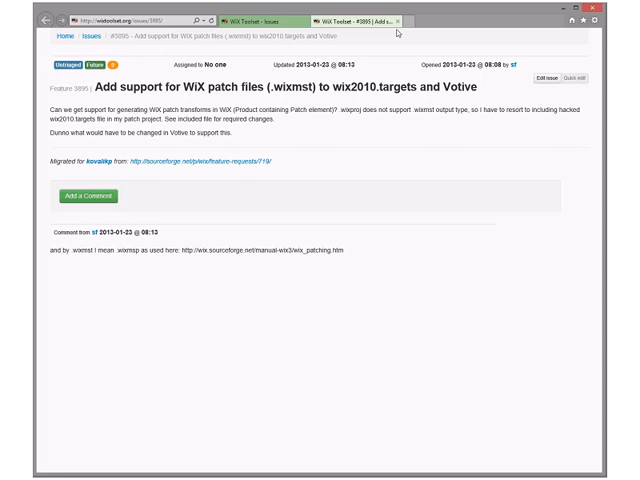 http://wixtoolset.org/issues/3895/
WiX Toolset - Issues
WiX Toolset - #3895 | Add s...
Home / Issues / #3895 - Add support for WiX patch files (.wixmst) to wix2010.targets and Votive
Untriaged Future 0 Assigned to No one Updated 2013-01-23 @ 08:13 Opened 2013-01-23 @ 08:08 by sf
Edit issue Quick edit
Feature 3895 | Add support for WiX patch files (.wixmst) to wix2010.targets and Votive
Can we get support for generating WiX patch transforms in WiX (Product containing Patch element)? .wixproj does not support .wixmst output type, so I have to resort to including hacked
wix2010.targets file in my patch project. See included file for required changes.
Dunno what would have to be changed in Votive to support this.
Migrated for kovalikp from: http://sourceforge.net/p/wix/feature-requests/719/
Add a Comment
Comment from sf 2013-01-23 @ 08:13
and by .wixmst I mean .wixmsp as used here: http://wix.sourceforge.net/manual-wix3/wix_patching.htm